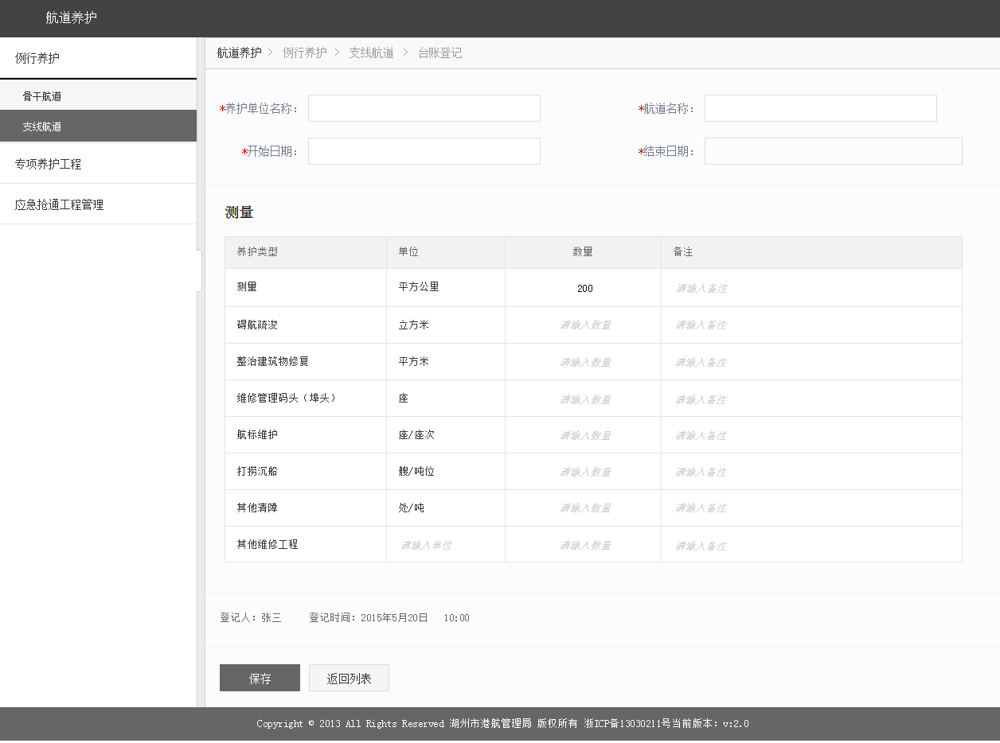 航道养护
例行养护
骨干航道
支线航道
专项养护工程
应急抢通工程管理
航道养护 > 例行养护 > 支线航道 > 台账登记
*养护单位名称： *航道名称：
*开始日期： *结束日期：
测量
养护类型 单位 数量 备注
测量 平方公里 200 请输入备注
碍航疏浚 立方米 请输入数量 请输入备注
整治建筑物修复 平方米 请输入数量 请输入备注
维修管理码头（埠头） 座 请输入数量 请输入备注
航标维护 座/座次 请输入数量 请输入备注
打捞沉船 艘/吨位 请输入数量 请输入备注
其他清障 处/吨 请输入数量 请输入备注
其他维修工程 请输入单位 请输入数量 请输入备注
登记人：张三 登记时间：2015年5月20日 10:00
保存 返回列表
Copyright © 2013 All Rights Reserved 湖州市港航管理局 版权所有 浙ICP备13030211号当前版本：v:2.0